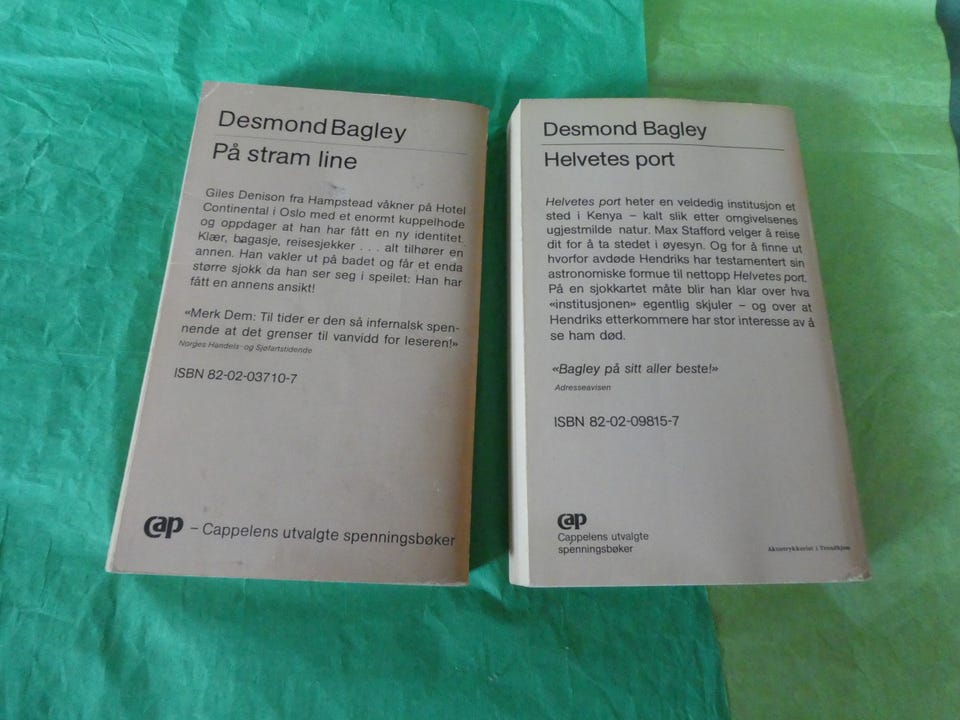 Desmond Bagley
På stram line
Giles Denison fra Hampstead våkner på Hotel
Continental i Oslo med et enormt kuppelhode
og oppdager at han har fått en ny identitet.
Klær, bagasje, reisesjekker . . . alt tilhører en
annen. Han vakler ut på badet og får et enda
større sjokk da han ser seg i speilet: Han har
fått en annens ansikt!
«Merk Dem: Til tider er den så infernalsk spen-
nende at det grenser til vanvidd for leseren!»
Norges Handels- og Sjøfartstidende
ISBN 82-02-03710-7
cap – Cappelens utvalgte spenningsbøker
Desmond Bagley
Helvetes port
Helvetes port heter en veldedig institusjon et
sted i Kenya – kalt slik etter omgivelsenes
ugjestmilde natur. Max Stafford velger å reise
dit for å ta stedet i øyesyn. Og for å finne ut
hvorfor avdøde Hendriks har testamentert sin
astronomiske formue til nettopp Helvetes port.
På en sjokkartet måte blir han klar over hva
«institusjonen» egentlig skjuler – og over at
Hendriks etterkommere har stor interesse av å
se ham død.
«Bagley på sitt aller beste!»
Adresseavisen
ISBN 82-02-09815-7
cap
Cappelens utvalgte
spenningsbøker
Aktietrykkeriet i Trondhjem